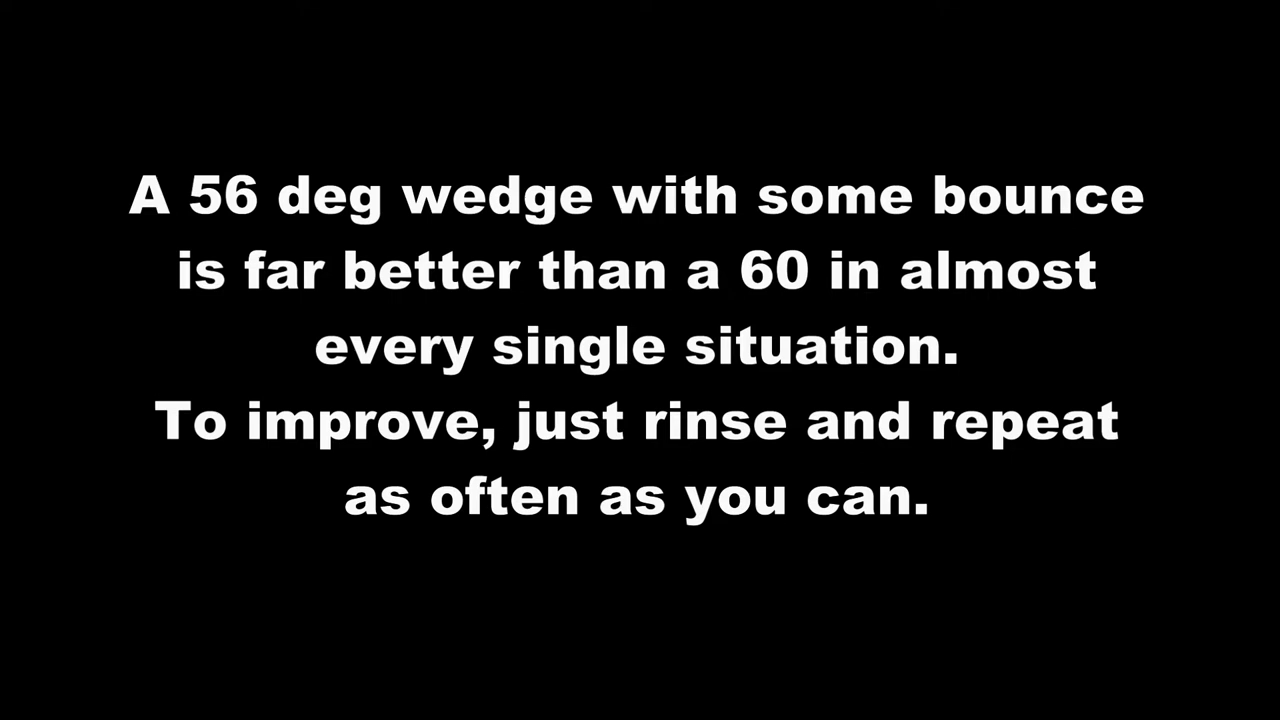 A 56 deg wedge with some bounce
is far better than a 60 in almost
every single situation.
To improve, just rinse and repeat
as often as you can.